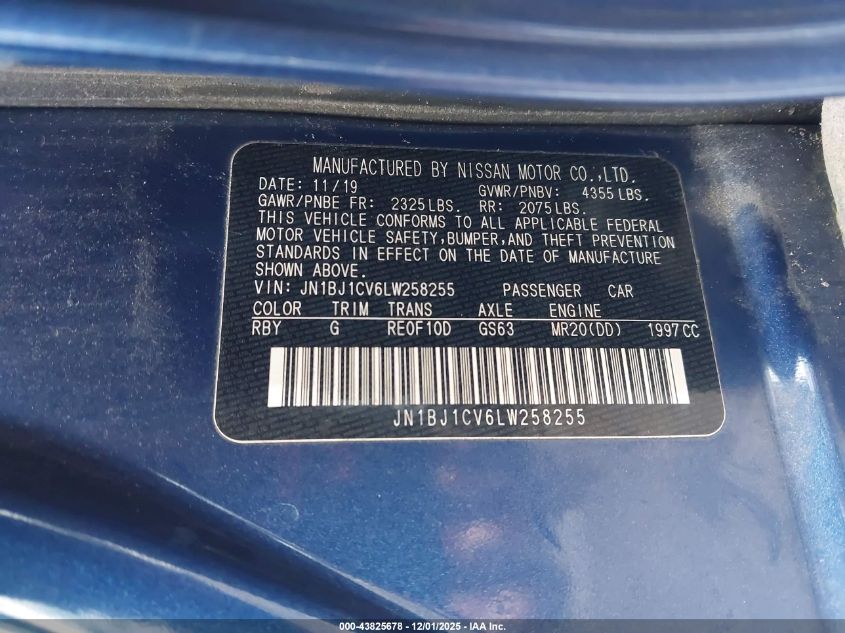 MANUFACTURED BY NISSAN MOTOR CO.,LTD.
DATE: 11/19 GVWR/PNBV: 4355 LBS.
GAWR/PNBE FR: 2325 LBS. RR: 2075 LBS.
THIS VEHICLE CONFORMS TO ALL APPLICABLE FEDERAL
MOTOR VEHICLE SAFETY, BUMPER, AND THEFT PREVENTION
STANDARDS IN EFFECT ON THE DATE OF MANUFACTURE
SHOWN ABOVE.
VIN: JN1BJ1CV6LW258255 PASSENGER CAR
COLOR TRIM TRANS AXLE ENGINE
RBY G RE0F10D GS63 MR20(DD) 1997CC
JN1BJ1CV6LW258255
000-43825678 - 12/01/2025 - IAA Inc.